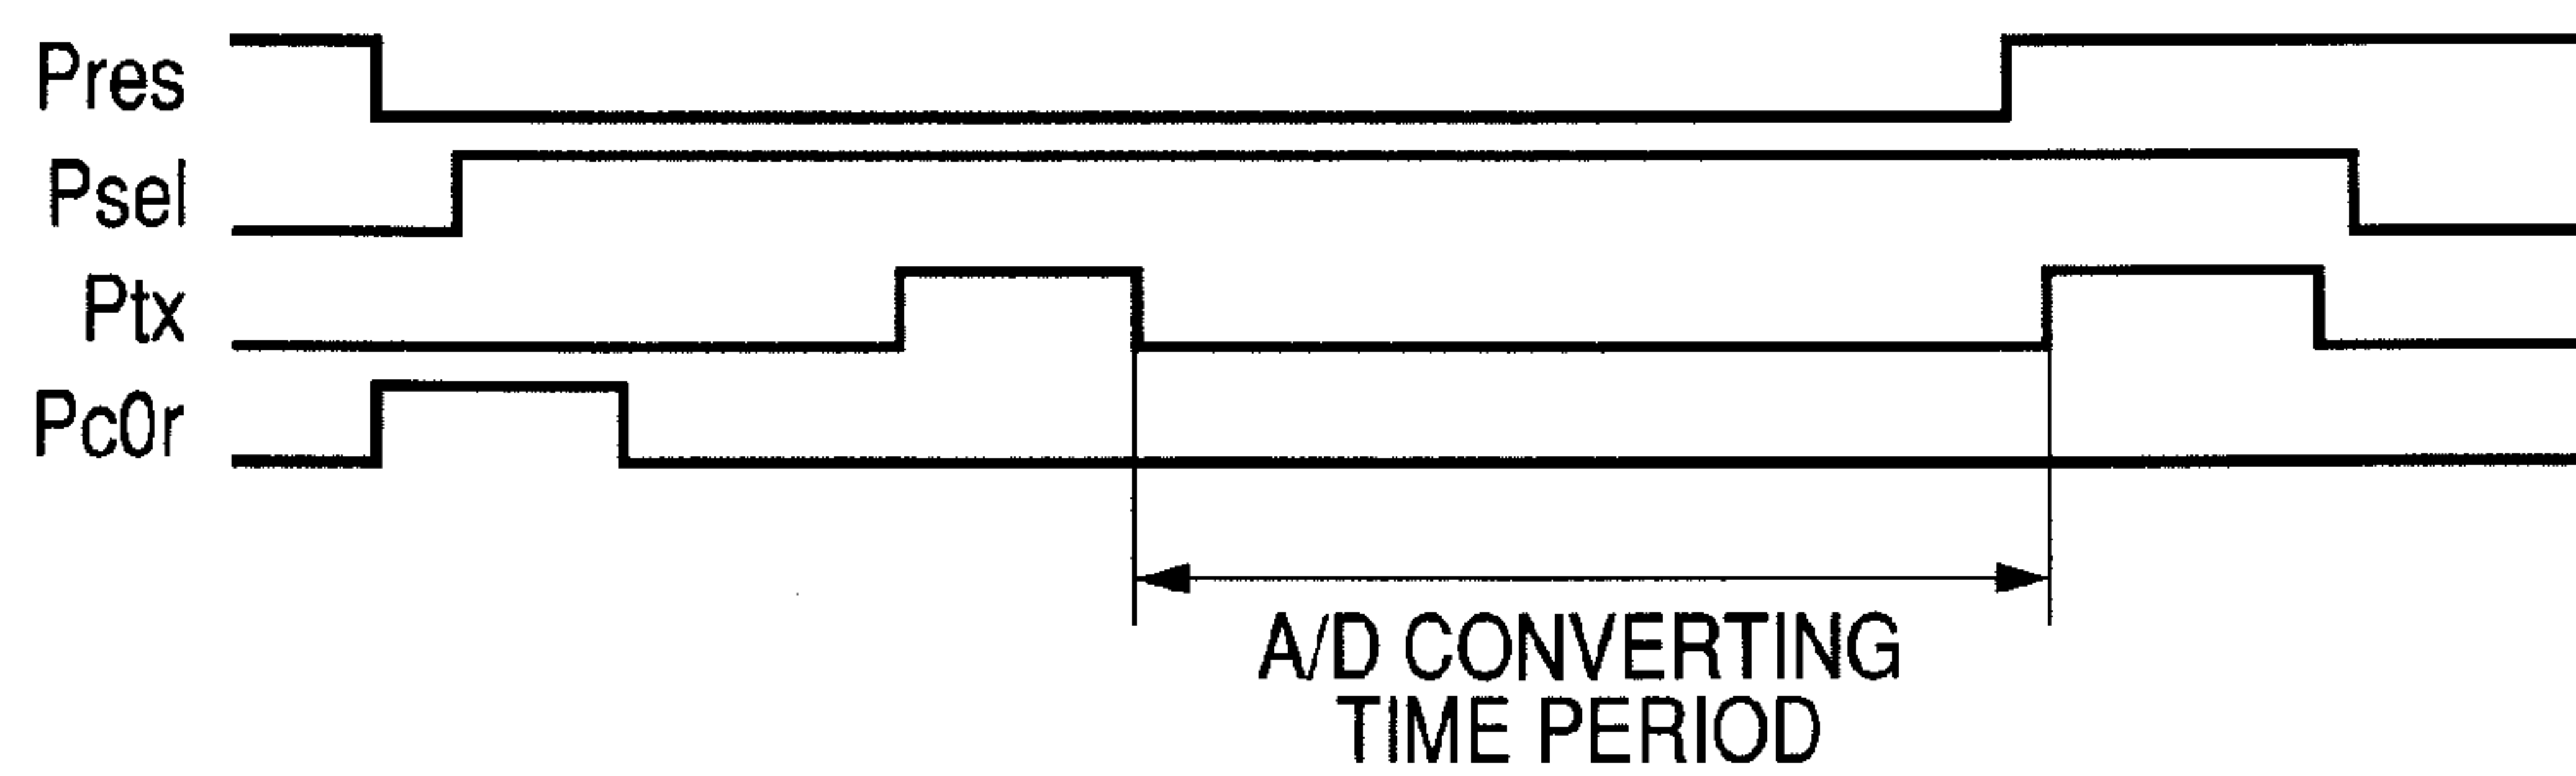 Pres
Psel
Ptx
Pc0r
A/D CONVERTING
TIME PERIOD